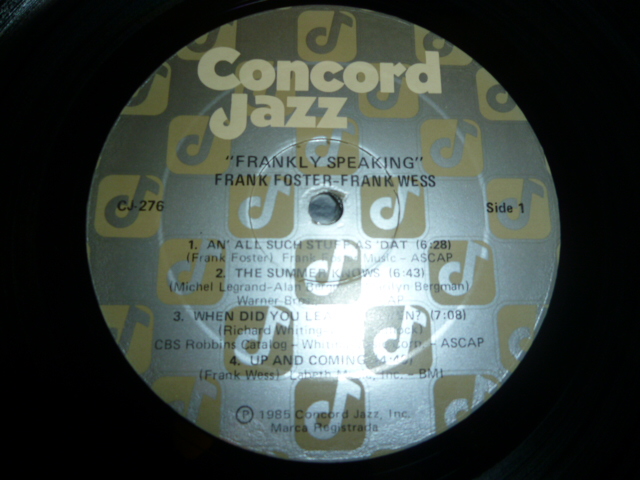 Concord
Jazz
"FRANKLY SPEAKING"
FRANK FOSTER-FRANK WESS
CJ-276
Side 1
1. AN' ALL SUCH STUFF AS 'DAT (6:28)
(Frank Foster) Frank Music - ASCAP
2. THE SUMMER KNOWS (6:43)
(Michel Legrand-Alan Bergman)
Warner-
3. WHEN DID YOU (7:08)
(Richard Whiting
CBS Robbins Catalog - Corp. - ASCAP
4. UP AND COMING
(Frank Wess) Inc. - BMI
℗ 1985 Concord Jazz, Inc.
Marca Registrada